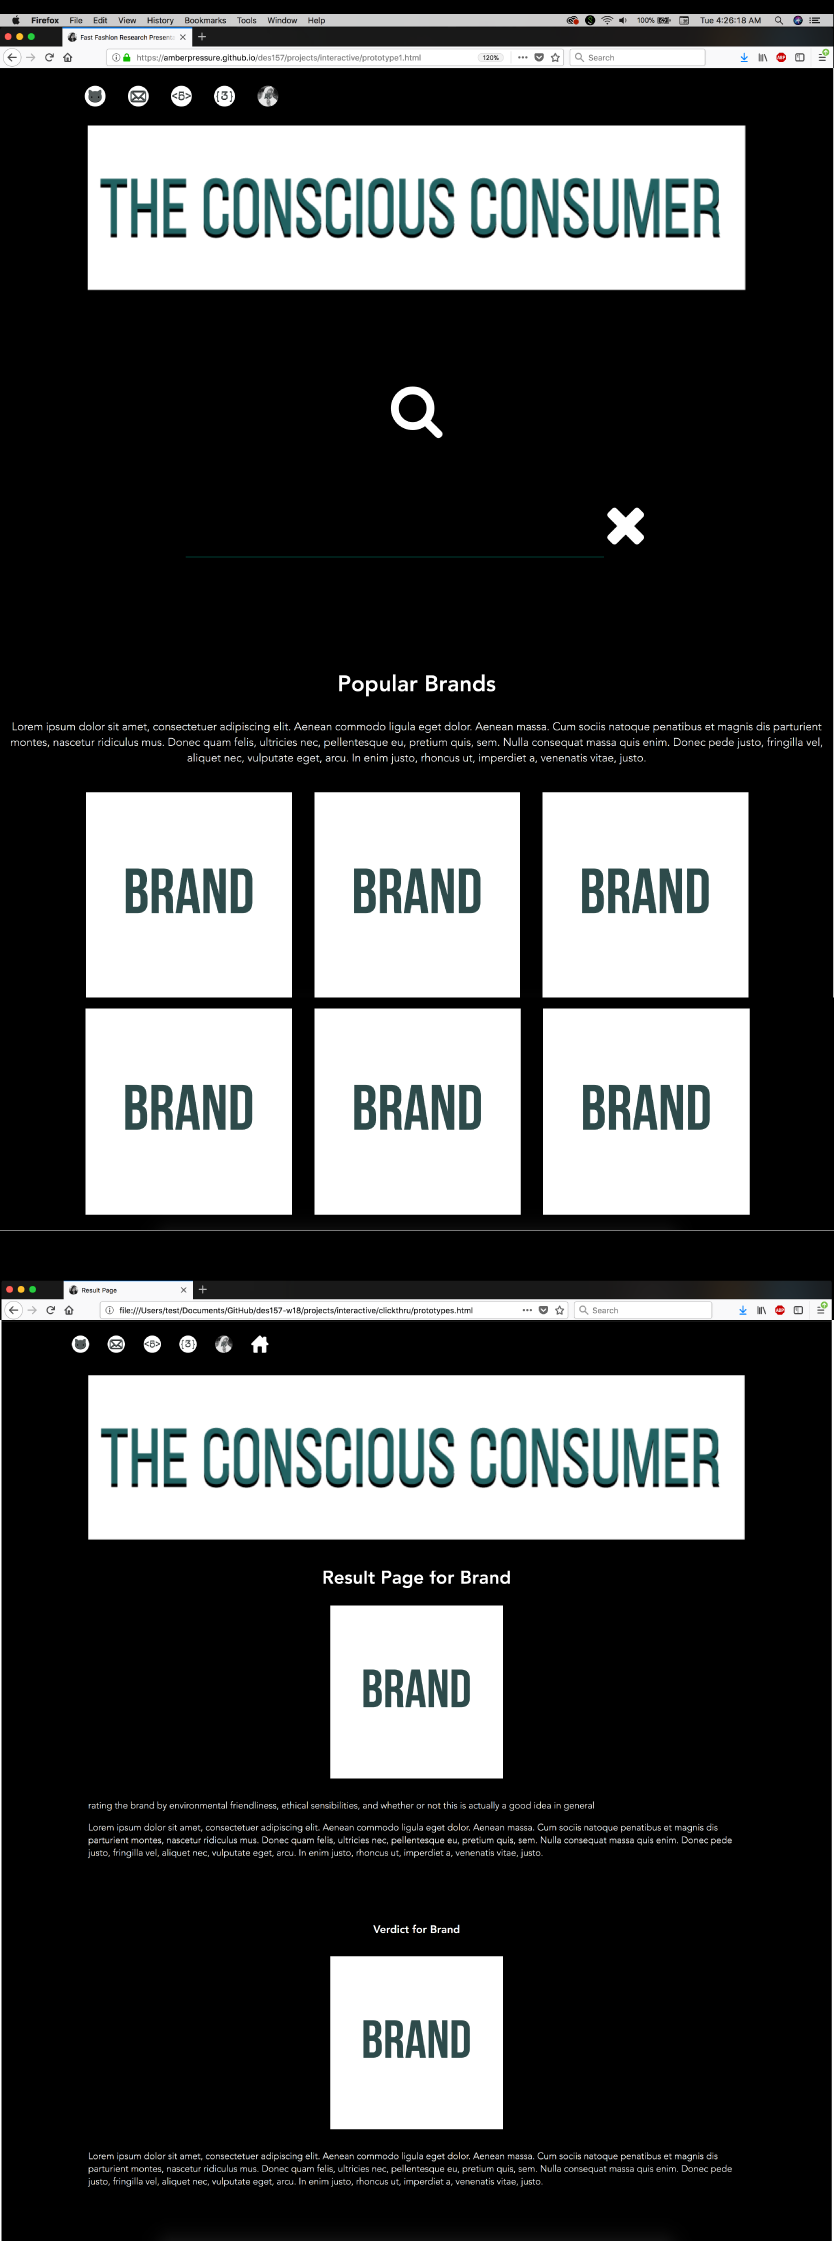 Firefox File Edit View History Bookmarks Tools Window Help 100% Tue 4:26:18 AM
Fast Fashion Research Presenta
https://amberpressure.github.io/des157/projects/interactive/prototype1.html 120% Search
<8> {3}
THE CONSCIOUS CONSUMER
Popular Brands
Lorem ipsum dolor sit amet, consectetuer adipiscing elit. Aenean commodo ligula eget dolor. Aenean massa. Cum sociis natoque penatibus et magnis dis parturient
montes, nascetur ridiculus mus. Donec quam felis, ultricies nec, pellentesque eu, pretium quis, sem. Nulla consequat massa quis enim. Donec pede justo, fringilla vel,
aliquet nec, vulputate eget, arcu. In enim justo, rhoncus ut, imperdiet a, venenatis vitae, justo.
BRAND BRAND BRAND
BRAND BRAND BRAND
Result Page
file:///Users/test/Documents/GitHub/des157-w18/projects/interactive/clickthru/prototypes.html Search
<8> {3}
THE CONSCIOUS CONSUMER
Result Page for Brand
BRAND
rating the brand by environmental friendliness, ethical sensibilities, and whether or not this is actually a good idea in general
Lorem ipsum dolor sit amet, consectetuer adipiscing elit. Aenean commodo ligula eget dolor. Aenean massa. Cum sociis natoque penatibus et magnis dis
parturient montes, nascetur ridiculus mus. Donec quam felis, ultricies nec, pellentesque eu, pretium quis, sem. Nulla consequat massa quis enim. Donec pede
justo, fringilla vel, aliquet nec, vulputate eget, arcu. In enim justo, rhoncus ut, imperdiet a, venenatis vitae, justo.
Verdict for Brand
BRAND
Lorem ipsum dolor sit amet, consectetuer adipiscing elit. Aenean commodo ligula eget dolor. Aenean massa. Cum sociis natoque penatibus et magnis dis
parturient montes, nascetur ridiculus mus. Donec quam felis, ultricies nec, pellentesque eu, pretium quis, sem. Nulla consequat massa quis enim. Donec pede
justo, fringilla vel, aliquet nec, vulputate eget, arcu. In enim justo, rhoncus ut, imperdiet a, venenatis vitae, justo.